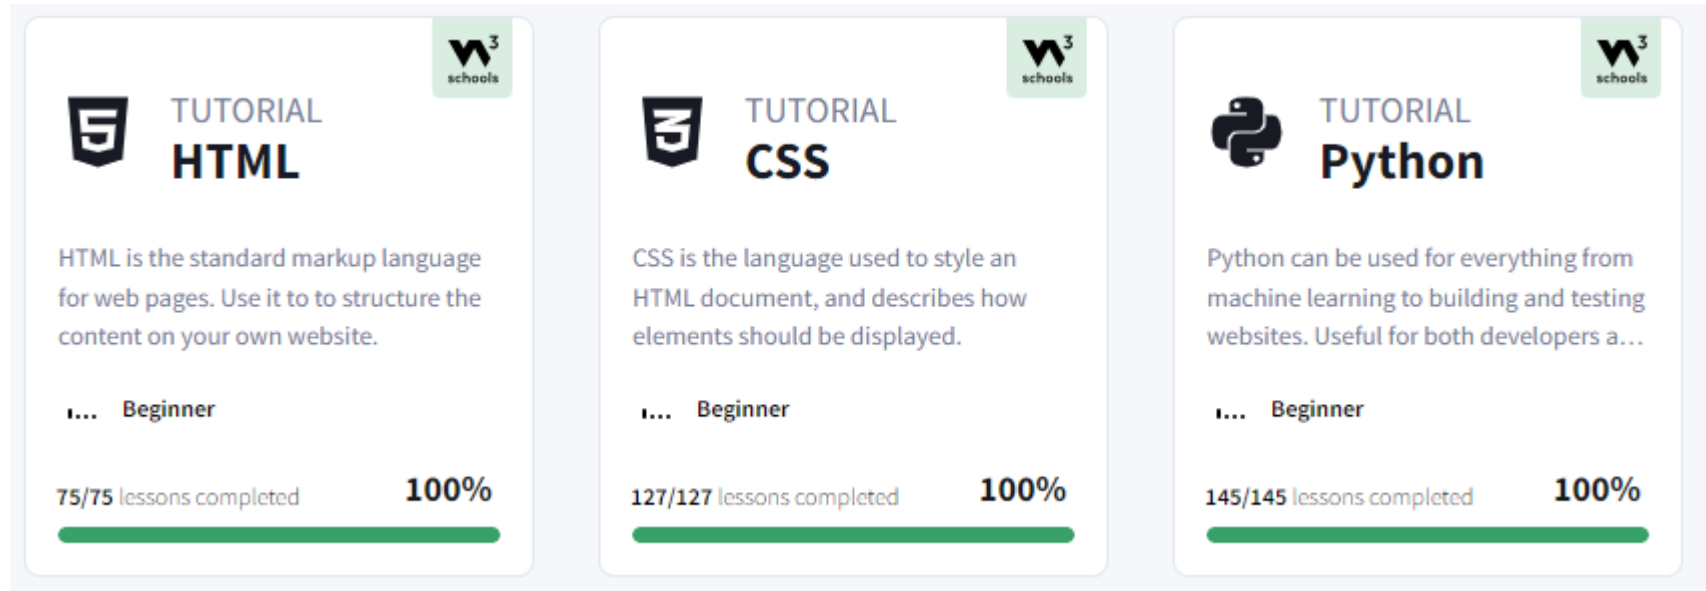 W3
schools
TUTORIAL
HTML
HTML is the standard markup language
for web pages. Use it to to structure the
content on your own website.
Beginner
75/75 lessons completed
100%
W3
schools
TUTORIAL
CSS
CSS is the language used to style an
HTML document, and describes how
elements should be displayed.
Beginner
127/127 lessons completed
100%
W3
schools
TUTORIAL
Python
Python can be used for everything from
machine learning to building and testing
websites. Useful for both developers a...
Beginner
145/145 lessons completed
100%